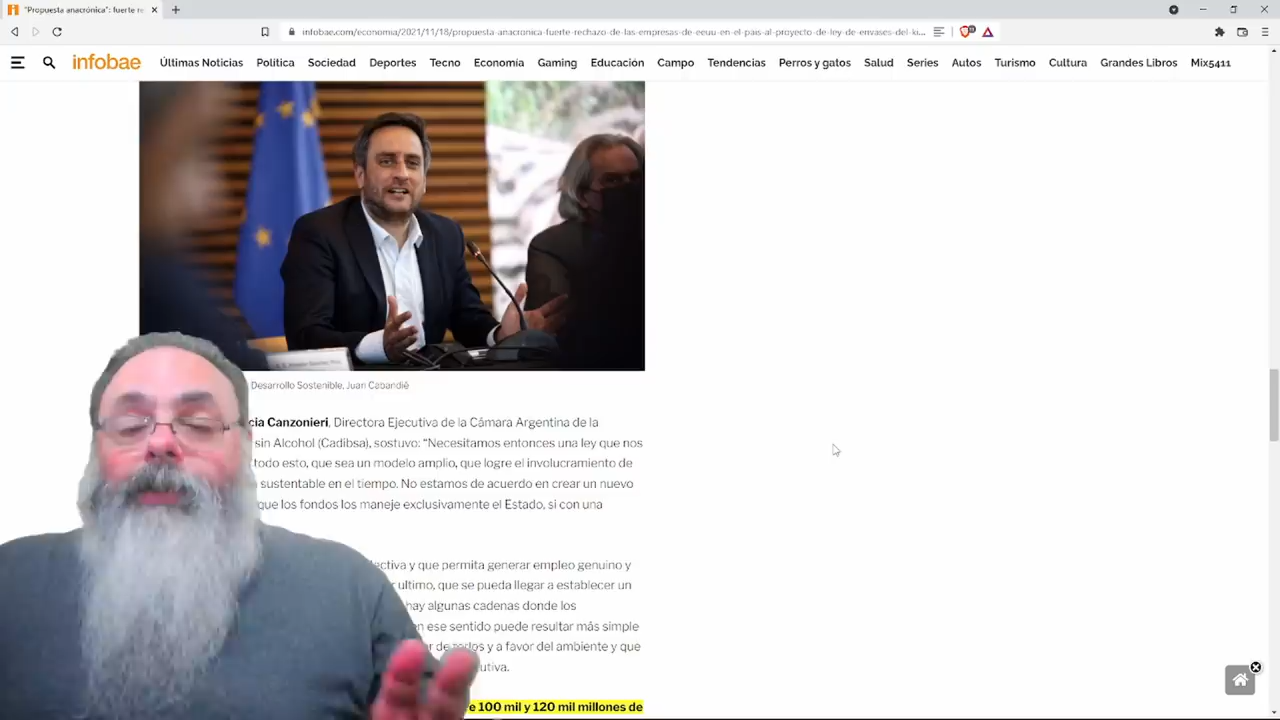 "Propuesta anacrónica": fuerte re
infobae.com/economia/2021/11/18/propuesta-anacronica-fuerte-rechazo-de-las-empresas-de-eeuu-en-el-pais-al-proyecto-de-ley-de-envases-del-ki...
infobae Últimas Noticias Política Sociedad Deportes Tecno Economía Gaming Educación Campo Tendencias Perros y gatos Salud Series Autos Turismo Cultura Grandes Libros Mix5411
Desarrollo Sostenible, Juan Cabandié
cia Canzonieri, Directora Ejecutiva de la Cámara Argentina de la
sin Alcohol (Cadibsa), sostuvo: "Necesitamos entonces una ley que nos
todo esto, que sea un modelo amplio, que logre el involucramiento de
sustentable en el tiempo. No estamos de acuerdo en crear un nuevo
que los fondos los maneje exclusivamente el Estado, si con una
lectiva y que permita generar empleo genuino y
r ultimo, que se pueda llegar a establecer un
hay algunas cadenas donde los
en ese sentido puede resultar más simple
or de todos y a favor del ambiente y que
utiva.
e 100 mil y 120 mil millones de